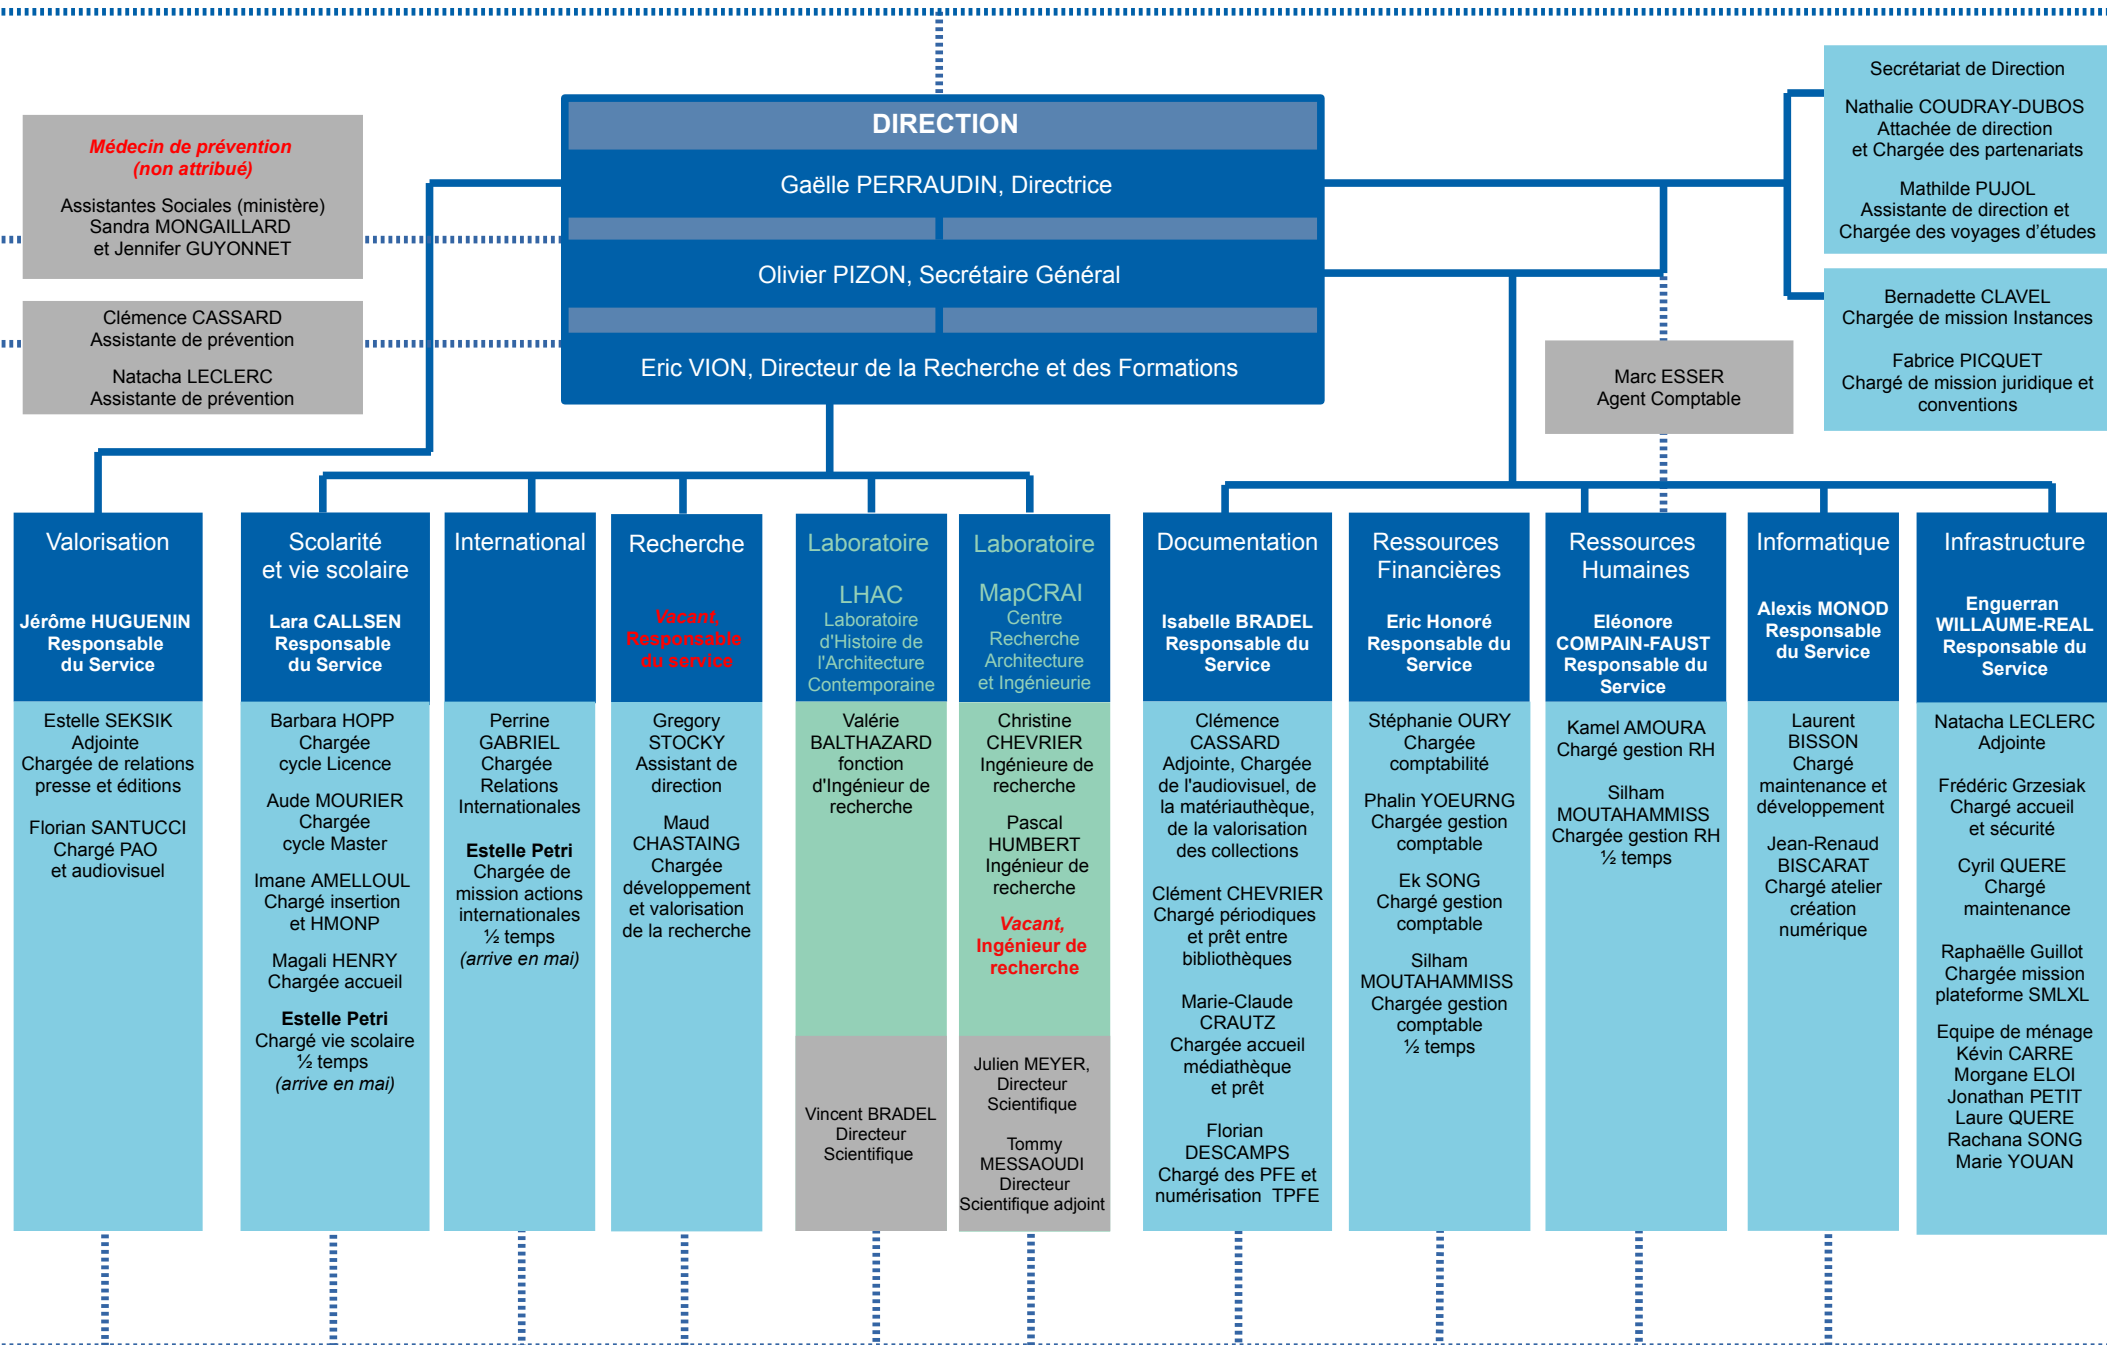 DIRECTION
Gaëlle PERRAUDIN, Directrice
Olivier PIZON, Secrétaire Général
Eric VION, Directeur de la Recherche et des Formations
Médecin de prévention
(non attribué)
Assistantes Sociales (ministère)
Sandra MONGAILLARD
et Jennifer GUYONNET
Clémence CASSARD
Assistante de prévention
Natacha LECLERC
Assistante de prévention
Secrétariat de Direction
Nathalie COUDRAY-DUBOS
Attachée de direction
et Chargée des partenariats
Mathilde PUJOL
Assistante de direction et
Chargée des voyages d'études
Bernadette CLAVEL
Chargée de mission Instances
Fabrice PICQUET
Chargé de mission juridique et
conventions
Marc ESSER
Agent Comptable
Valorisation
Jérôme HUGUENIN
Responsable
du Service
Estelle SEKSIK
Adjointe
Chargée de relations
presse et éditions
Florian SANTUCCI
Chargé PAO
et audiovisuel
Scolarité
et vie scolaire
Lara CALLSEN
Responsable
du Service
Barbara HOPP
Chargée
cycle Licence
Aude MOURIER
Chargée
cycle Master
Imane AMELLOUL
Chargé insertion
et HMONP
Magali HENRY
Chargée accueil
Estelle Petri
Chargé vie scolaire
½ temps
(arrive en mai)
International
Perrine
GABRIEL
Chargée
Relations
Internationales
Estelle Petri
Chargée de
mission actions
internationales
½ temps
(arrive en mai)
Recherche
Vacant,
Responsable
du service
Gregory
STOCKY
Assistant de
direction
Maud
CHASTAING
Chargée
développement
et valorisation
de la recherche
Laboratoire
LHAC
Laboratoire
d'Histoire de
l'Architecture
Contemporaine
Valérie
BALTHAZARD
fonction
d'Ingénieur de
recherche
Vincent BRADEL
Directeur
Scientifique
Laboratoire
MapCRAI
Centre
Recherche
Architecture
et Ingénieurie
Christine
CHEVRIER
Ingénieure de
recherche
Pascal
HUMBERT
Ingénieur de
recherche
Vacant,
Ingénieur de
recherche
Julien MEYER,
Directeur
Scientifique
Tommy
MESSAOUDI
Directeur
Scientifique adjoint
Documentation
Isabelle BRADEL
Responsable du
Service
Clémence
CASSARD
Adjointe, Chargée
de l'audiovisuel, de
la matériauthèque,
de la valorisation
des collections
Clément CHEVRIER
Chargé périodiques
et prêt entre
bibliothèques
Marie-Claude
CRAUTZ
Chargée accueil
médiathèque
et prêt
Florian
DESCAMPS
Chargé des PFE et
numérisation TPFE
Ressources
Financières
Eric Honoré
Responsable du
Service
Stéphanie OURY
Chargée
comptabilité
Phalin YOEURNG
Chargée gestion
comptable
Ek SONG
Chargé gestion
comptable
Silham
MOUTAHAMMISS
Chargée gestion
comptable
½ temps
Ressources
Humaines
Eléonore
COMPAIN-FAUST
Responsable du
Service
Kamel AMOURA
Chargé gestion RH
Silham
MOUTAHAMMISS
Chargée gestion RH
½ temps
Informatique
Alexis MONOD
Responsable
du Service
Laurent
BISSON
Chargé
maintenance et
développement
Jean-Renaud
BISCARAT
Chargé atelier
création
numérique
Infrastructure
Enguerran
WILLAUME-REAL
Responsable du
Service
Natacha LECLERC
Adjointe
Frédéric Grzesiak
Chargé accueil
et sécurité
Cyril QUERE
Chargé
maintenance
Raphaëlle Guillot
Chargée mission
plateforme SMLXL
Equipe de ménage
Kévin CARRE
Morgane ELOI
Jonathan PETIT
Laure QUERE
Rachana SONG
Marie YOUAN